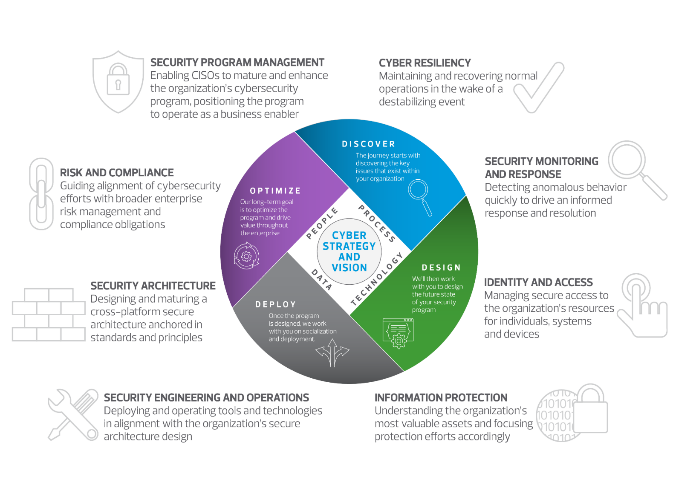 SECURITY PROGRAM MANAGEMENT
Enabling CISOs to mature and enhance
the organization's cybersecurity
program, positioning the program
to operate as a business enabler
CYBER RESILIENCY
Maintaining and recovering normal
operations in the wake of a
destabilizing event
RISK AND COMPLIANCE
Guiding alignment of cybersecurity
efforts with broader enterprise
risk management and
compliance obligations
SECURITY MONITORING
AND RESPONSE
Detecting anomalous behavior
quickly to drive an informed
response and resolution
DISCOVER
The journey starts with
discovering the key
issues that exist within
your organization
OPTIMIZE
Our long-term goal
is to optimize the
program and drive
value throughout
the enterprise
PEOPLE
PROCESS
CYBER
STRATEGY
AND
VISION
DATA
TECHNOLOGY
DESIGN
We'll then work
with you to design
the future state
of your security
program
DEPLOY
Once the program
is designed, we work
with you on socialization
and deployment
SECURITY ARCHITECTURE
Designing and maturing a
cross-platform secure
architecture anchored in
standards and principles
IDENTITY AND ACCESS
Managing secure access to
the organization's resources
for individuals, systems
and devices
SECURITY ENGINEERING AND OPERATIONS
Deploying and operating tools and technologies
in alignment with the organization's secure
architecture design
INFORMATION PROTECTION
Understanding the organization's
most valuable assets and focusing
protection efforts accordingly